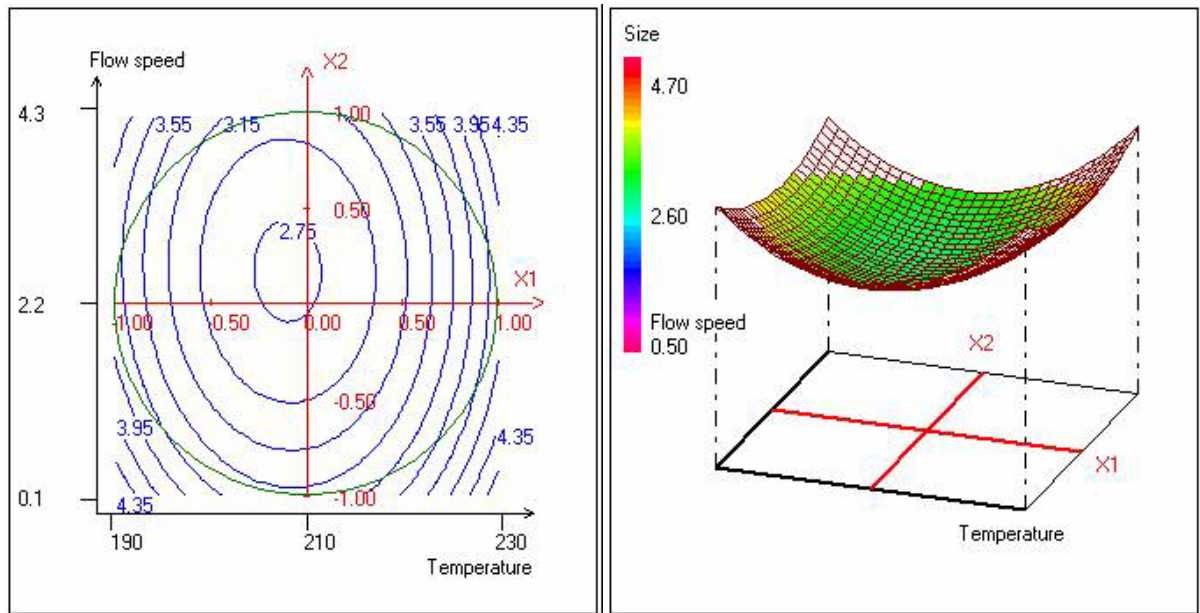 Flow speed X2
4.3 3.55 3.15 1.00 3.55 3.95 4.35
0.50
2.75
X1
2.2 -1.00 -0.50 0.00 0.50 1.00
-0.50
3.95 4.35
0.1 4.35 -1.00
190 210 230
Temperature
Size
4.70
2.60
Flow speed
0.50
X2
X1
Temperature